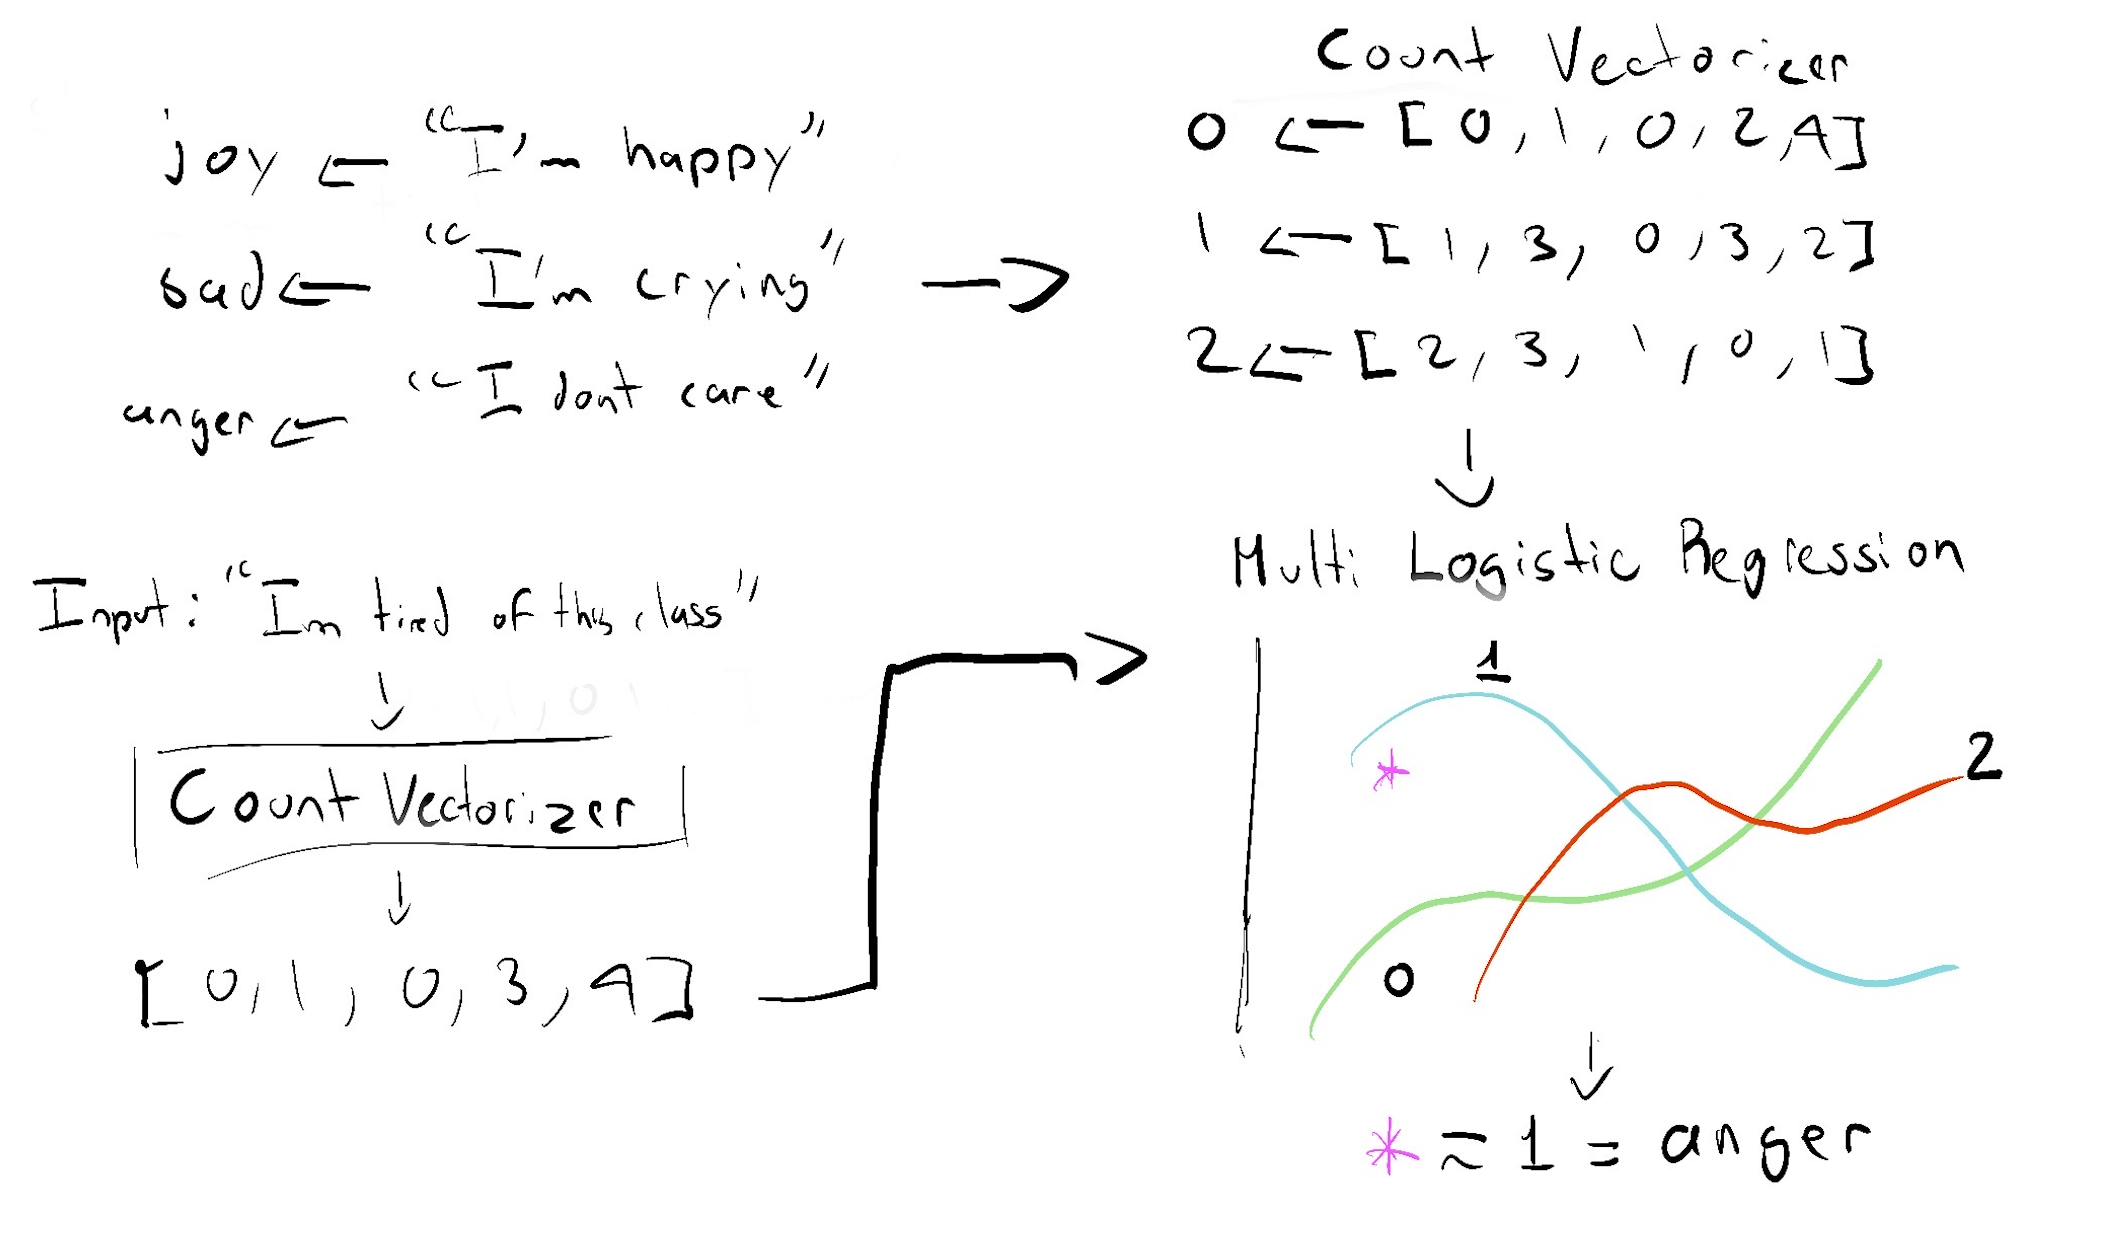 joy ← "I'm happy"
sad ← "I'm crying"
anger ← "I dont care"
Count Vectorizer
0 ← [0, 1, 0, 2, 4]
1 ← [1, 3, 0, 3, 2]
2 ← [2, 3, 1, 0, 1]
Multi Logistic Regression
1
2
0
* ≈ 1 = anger
Input: "Im tired of this class"
Count Vectorizer
[0, 1, 0, 3, 4]